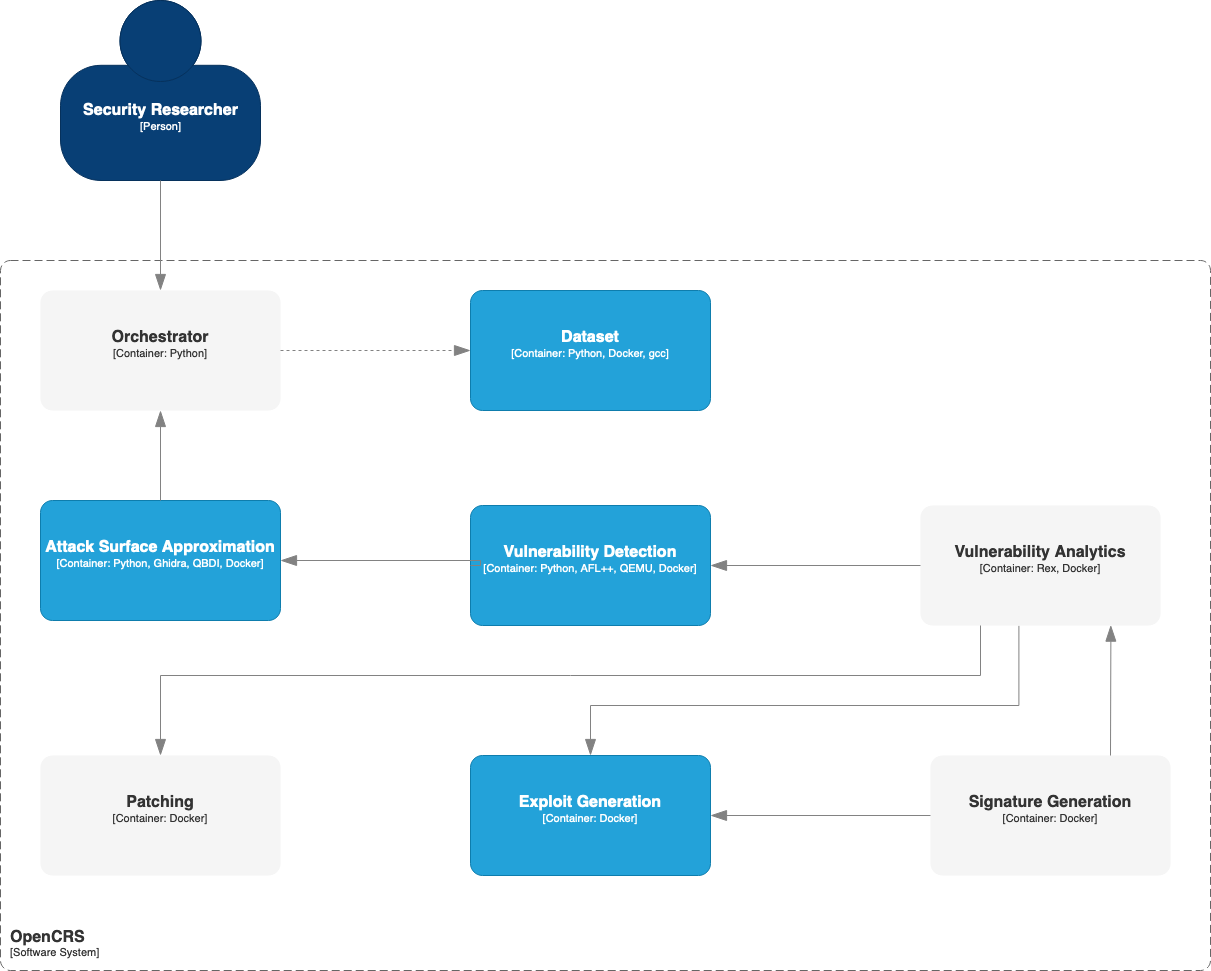 Security Researcher
[Person]
Orchestrator
[Container: Python]
Dataset
[Container: Python, Docker, gcc]
Attack Surface Approximation
[Container: Python, Ghidra, QBDI, Docker]
Vulnerability Detection
[Container: Python, AFL++, QEMU, Docker]
Vulnerability Analytics
[Container: Rex, Docker]
Patching
[Container: Docker]
Exploit Generation
[Container: Docker]
Signature Generation
[Container: Docker]
OpenCRS
[Software System]